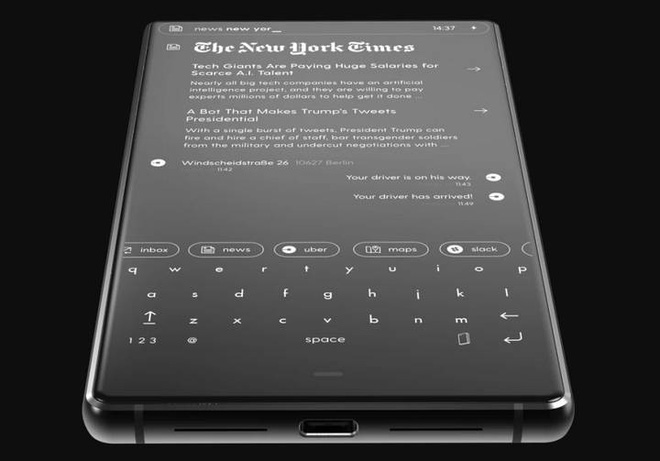 news new yor_
14:37 +
The New York Times
Tech Giants Are Paying Huge Salaries for
Scarce A.I. Talent
Nearly all big tech companies have an artificial
intelligence project, and they are willing to pay
experts millions of dollars to help get it done ...
A Bot That Makes Trump's Tweets
Presidential
With a single burst of tweets, President Trump can
fire and hire a chief of staff, bar transgender soldiers
from the military and undercut negotiations with ...
Windscheidstraße 26 10627 Berlin
11:42
Your driver is on his way.
11:43
Your driver has arrived!
11:49
inbox news uber maps slack
q w e r t y u i o p
a s d f g h j k l
z x c v b n m
1 2 3 @ space